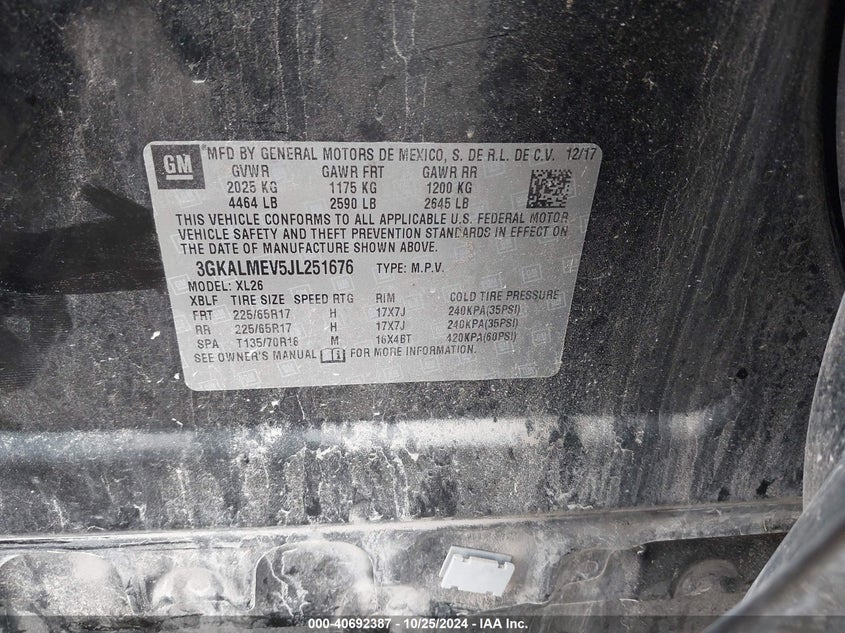 GM MFD BY GENERAL MOTORS DE MEXICO, S. DE R.L. DE C.V. 12/17
GVWR GAWR FRT GAWR RR
2025 KG 1175 KG 1200 KG
4464 LB 2590 LB 2645 LB
THIS VEHICLE CONFORMS TO ALL APPLICABLE U.S. FEDERAL MOTOR
VEHICLE SAFETY AND THEFT PREVENTION STANDARDS IN EFFECT ON
THE DATE OF MANUFACTURE SHOWN ABOVE.
3GKALMEV5JL251676 TYPE: M.P.V.
MODEL: XL26
XBLF TIRE SIZE SPEED RTG RIM COLD TIRE PRESSURE
FRT 225/65R17 H 17X7J 240KPA(35PSI)
RR 225/65R17 H 17X7J 240KPA(35PSI)
SPA T135/70R16 M 16X4BT 420KPA(60PSI)
SEE OWNER'S MANUAL FOR MORE INFORMATION.
000-40692387 - 10/25/2024 - IAA Inc.